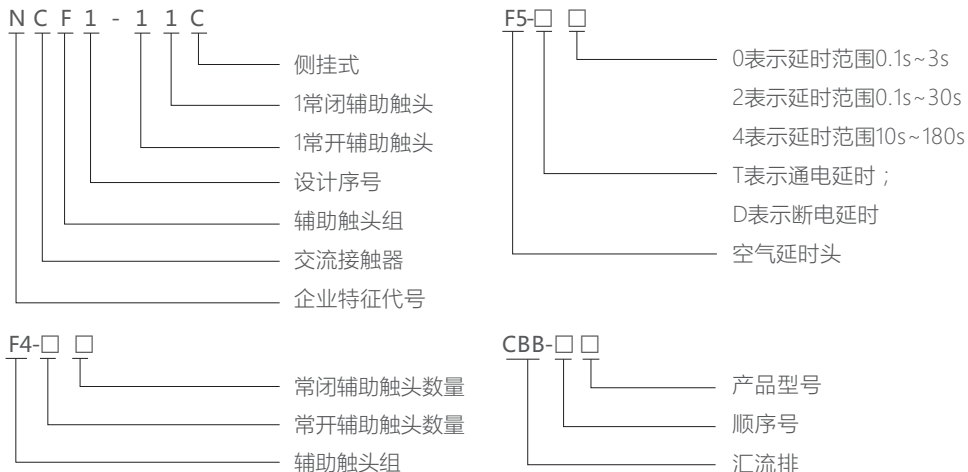 NCF1-11C
侧挂式
1常闭辅助触头
1常开辅助触头
设计序号
辅助触头组
交流接触器
企业特征代号
F5-□ □
0表示延时范围0.1s~3s
2表示延时范围0.1s~30s
4表示延时范围10s~180s
T表示通电延时；
D表示断电延时
空气延时头
F4-□ □
常闭辅助触头数量
常开辅助触头数量
辅助触头组
CBB-□ □
产品型号
顺序号
汇流排